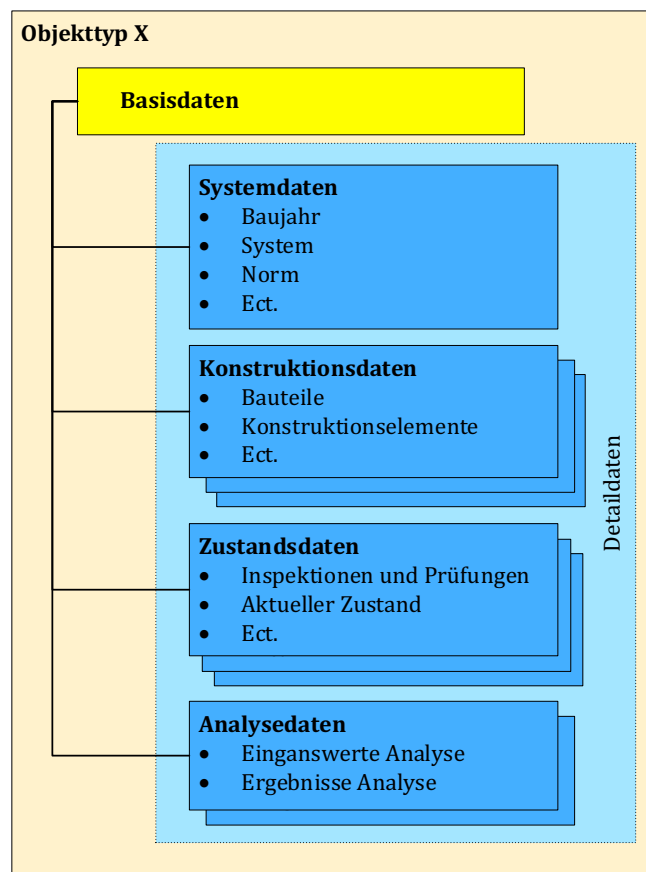 Objekttyp X
Basisdaten
Systemdaten
• Baujahr
• System
• Norm
• Ect.
Konstruktionsdaten
• Bauteile
• Konstruktionselemente
• Ect.
Zustandsdaten
• Inspektionen und Prüfungen
• Aktueller Zustand
• Ect.
Analysedaten
• Einganswerte Analyse
• Ergebnisse Analyse
Detaildaten